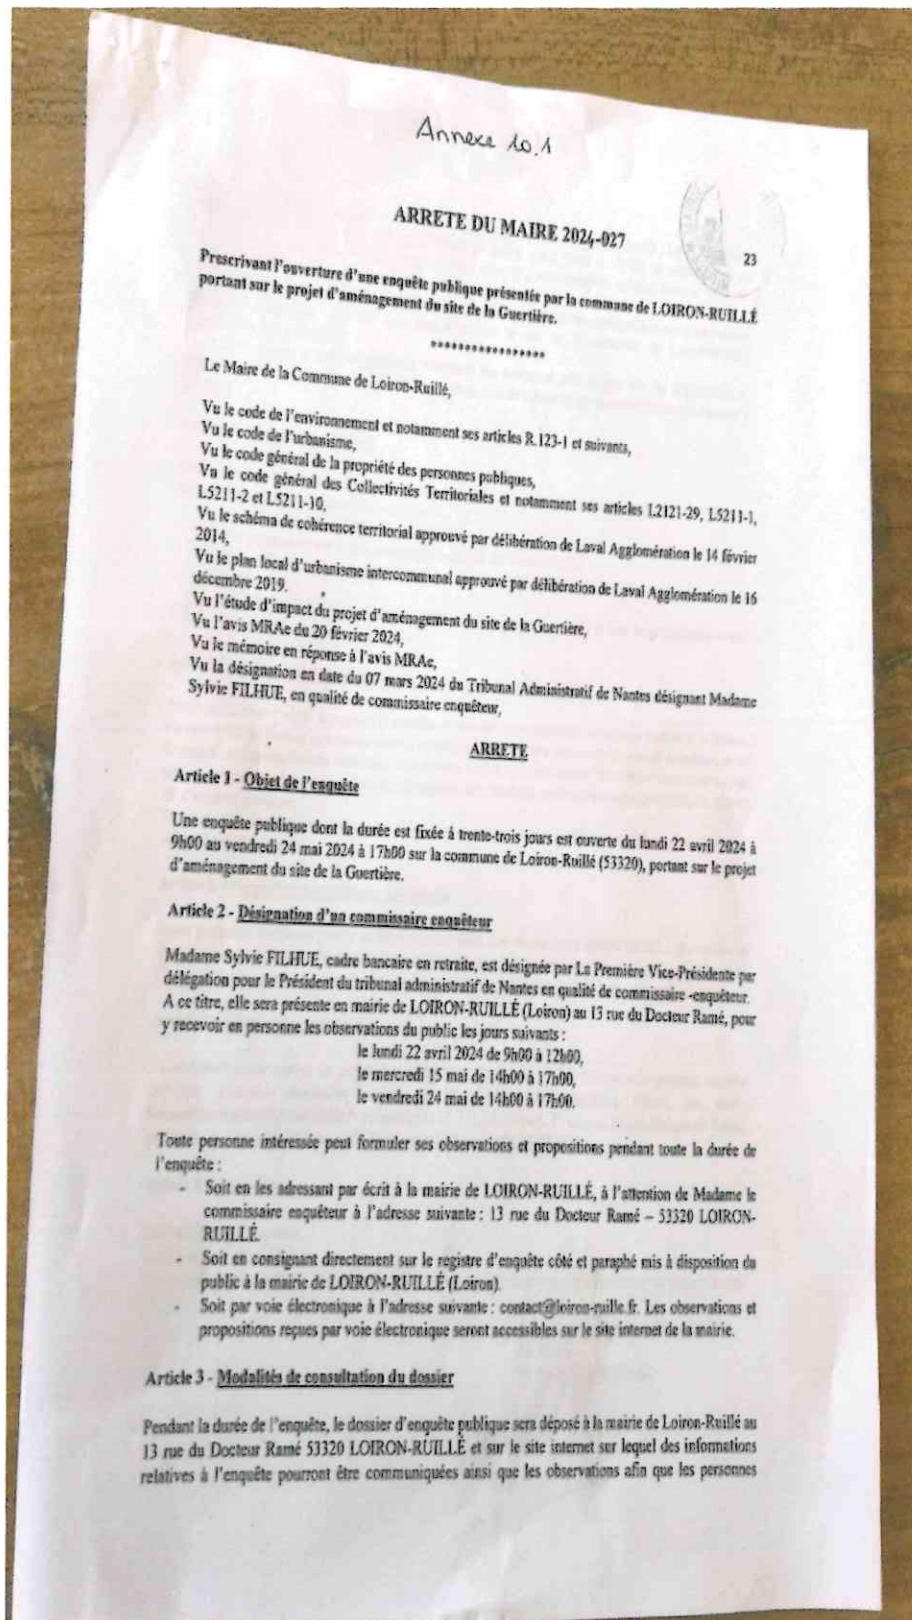 Annexe 10.1
ARRETE DU MAIRE 2024-027
23
Prescrivant l'ouverture d'une enquête publique présentée par la commune de LOIRON-RUILLÉ
portant sur le projet d'aménagement du site de la Guertière.
*****************
Le Maire de la Commune de Loiron-Ruillé,
Vu le code de l'environnement et notamment ses articles R.123-1 et suivants,
Vu le code de l'urbanisme,
Vu le code général de la propriété des personnes publiques,
Vu le code général des Collectivités Territoriales et notamment ses articles L2121-29, L5211-1,
L5211-2 et L5211-10,
Vu le schéma de cohérence territorial approuvé par délibération de Laval Agglomération le 14 février
2014,
Vu le plan local d'urbanisme intercommunal approuvé par délibération de Laval Agglomération le 16
décembre 2019.
Vu l'étude d'impact du projet d'aménagement du site de la Guertière,
Vu l'avis MRAe du 20 février 2024,
Vu le mémoire en réponse à l'avis MRAe,
Vu la désignation en date du 07 mars 2024 du Tribunal Administratif de Nantes désignant Madame
Sylvie FILHUE, en qualité de commissaire enquêteur,
ARRETE
Article 1 - Objet de l'enquête
Une enquête publique dont la durée est fixée à trente-trois jours est ouverte du lundi 22 avril 2024 à
9h00 au vendredi 24 mai 2024 à 17h00 sur la commune de Loiron-Ruillé (53320), portant sur le projet
d'aménagement du site de la Guertière.
Article 2 - Désignation d'un commissaire enquêteur
Madame Sylvie FILHUE, cadre bancaire en retraite, est désignée par La Première Vice-Présidente par
délégation pour le Président du tribunal administratif de Nantes en qualité de commissaire -enquêteur.
A ce titre, elle sera présente en mairie de LOIRON-RUILLÉ (Loiron) au 13 rue du Docteur Ramé, pour
y recevoir en personne les observations du public les jours suivants :
le lundi 22 avril 2024 de 9h00 à 12h00,
le mercredi 15 mai de 14h00 à 17h00,
le vendredi 24 mai de 14h00 à 17h00.
Toute personne intéressée peut formuler ses observations et propositions pendant toute la durée de
l'enquête :
- Soit en les adressant par écrit à la mairie de LOIRON-RUILLÉ, à l'attention de Madame le
commissaire enquêteur à l'adresse suivante : 13 rue du Docteur Ramé – 53320 LOIRON-
RUILLÉ.
- Soit en consignant directement sur le registre d'enquête côté et paraphé mis à disposition du
public à la mairie de LOIRON-RUILLÉ (Loiron).
- Soit par voie électronique à l'adresse suivante : contact@loiron-ruille.fr. Les observations et
propositions reçues par voie électronique seront accessibles sur le site internet de la mairie.
Article 3 - Modalités de consultation du dossier
Pendant la durée de l'enquête, le dossier d'enquête publique sera déposé à la mairie de Loiron-Ruillé au
13 rue du Docteur Ramé 53320 LOIRON-RUILLÉ et sur le site internet sur lequel des informations
relatives à l'enquête pourront être communiquées ainsi que les observations afin que les personnes